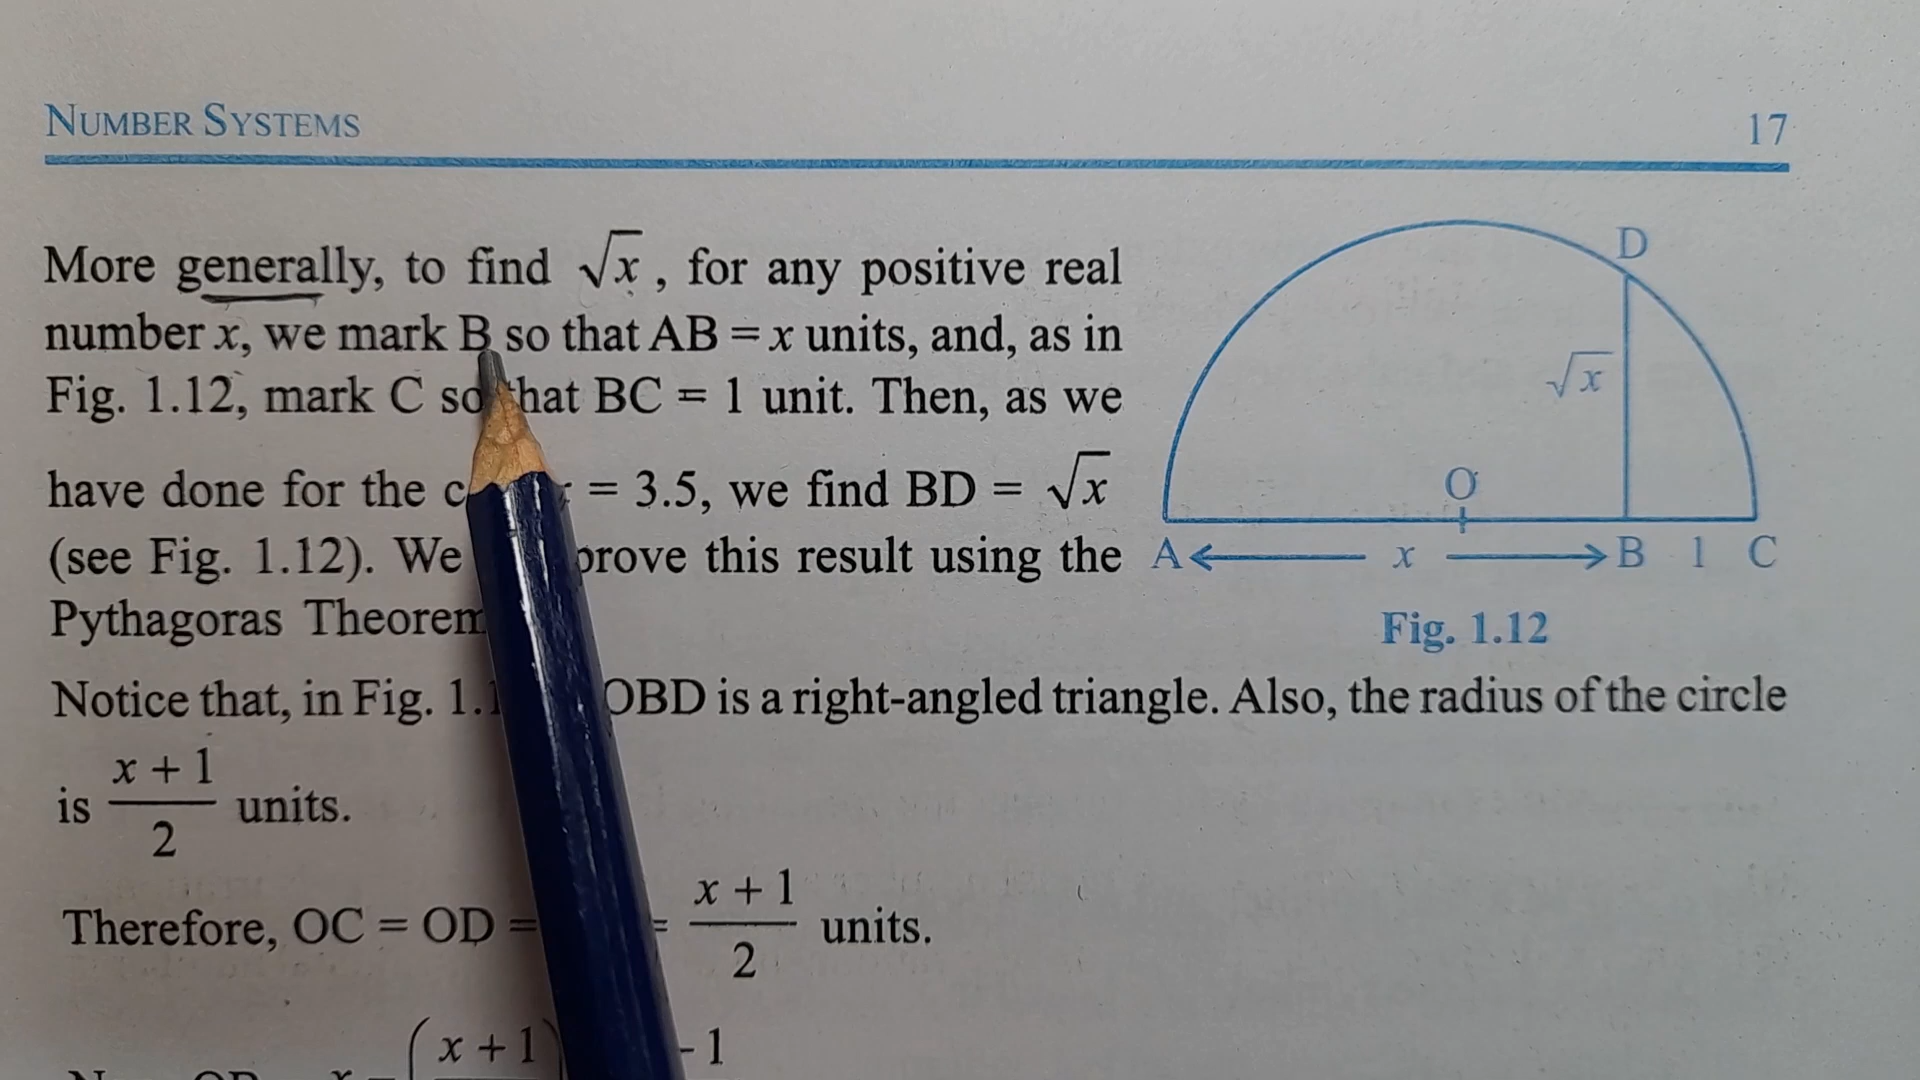 NUMBER SYSTEMS 17
More generally, to find √x , for any positive real
number x, we mark B so that AB = x units, and, as in
Fig. 1.12, mark C so that BC = 1 unit. Then, as we
have done for the = 3.5, we find BD = √x
(see Fig. 1.12). We prove this result using the
Pythagoras Theorem
D
√x
O
A x B 1 C
Fig. 1.12
Notice that, in Fig. OBD is a right-angled triangle. Also, the radius of the circle
is (x + 1)/2 units.
Therefore, OC = OD = = (x + 1)/2 units.
x + 1 – 1